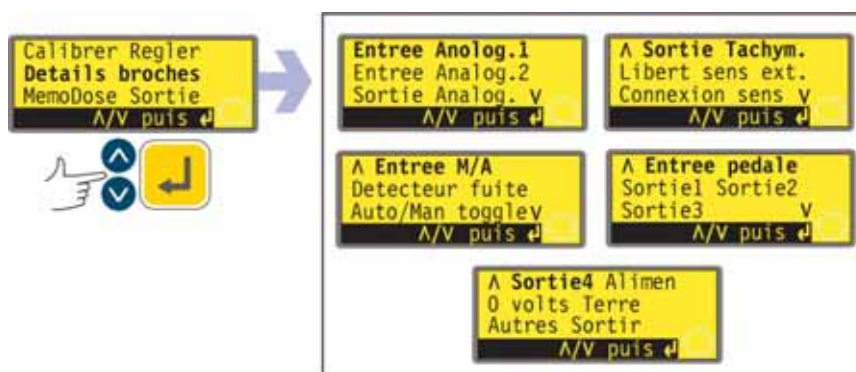 Calibrer Regler
Details broches
MemoDose Sortie
Λ/V puis ↲
Entree Anolog.1
Entree Analog.2
Sortie Analog. V
Λ/V puis ↲
Λ Sortie Tachym.
Libert sens ext.
Connexion sens V
Λ/V puis ↲
Λ Entree M/A
Detecteur fuite
Auto/Man togglev
Λ/V puis ↲
Λ Entree pedale
Sortie1 Sortie2
Sortie3 V
Λ/V puis ↲
Λ Sortie4 Alimen
0 volts Terre
Autres Sortir
Λ/V puis ↲